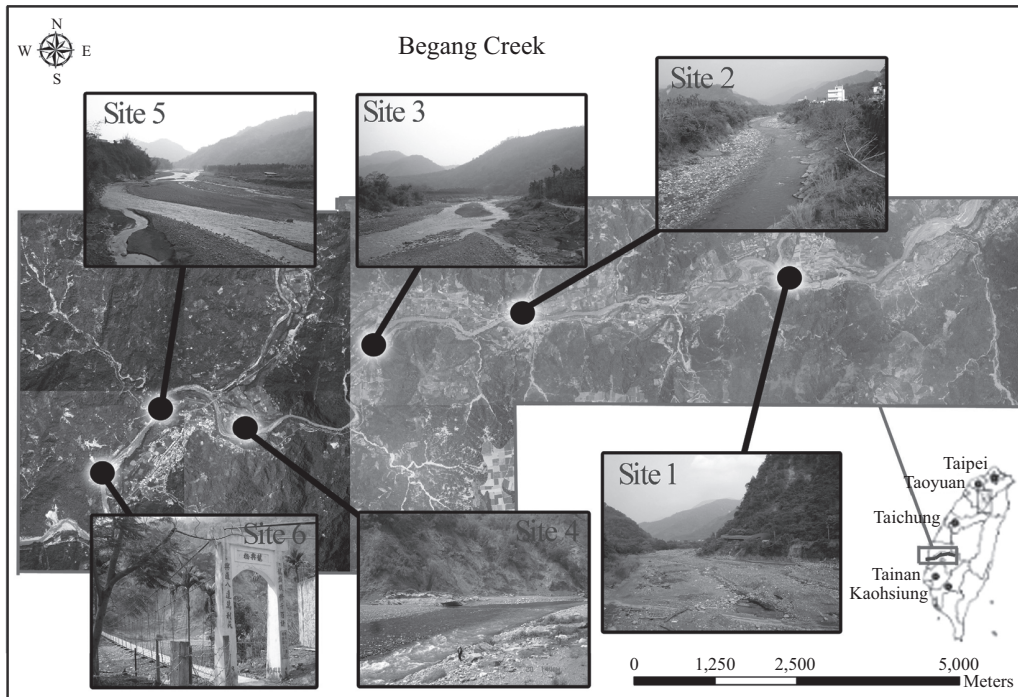 N
W E
S
Begang Creek
Site 5
Site 3
Site 2
Site 1
Site 6
Site 4
Taipei
Taoyuan
Taichung
Tainan
Kaohsiung
0 1,250 2,500 5,000
Meters